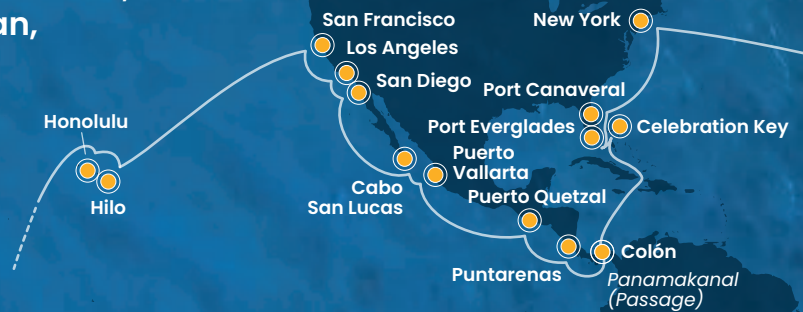 an,
San Francisco
Los Angeles
San Diego
New York
Port Canaveral
Port Everglades
Celebration Key
Honolulu
Hilo
Puerto
Vallarta
Cabo
San Lucas
Puerto Quetzal
Puntarenas
Colón
Panamakanal
(Passage)